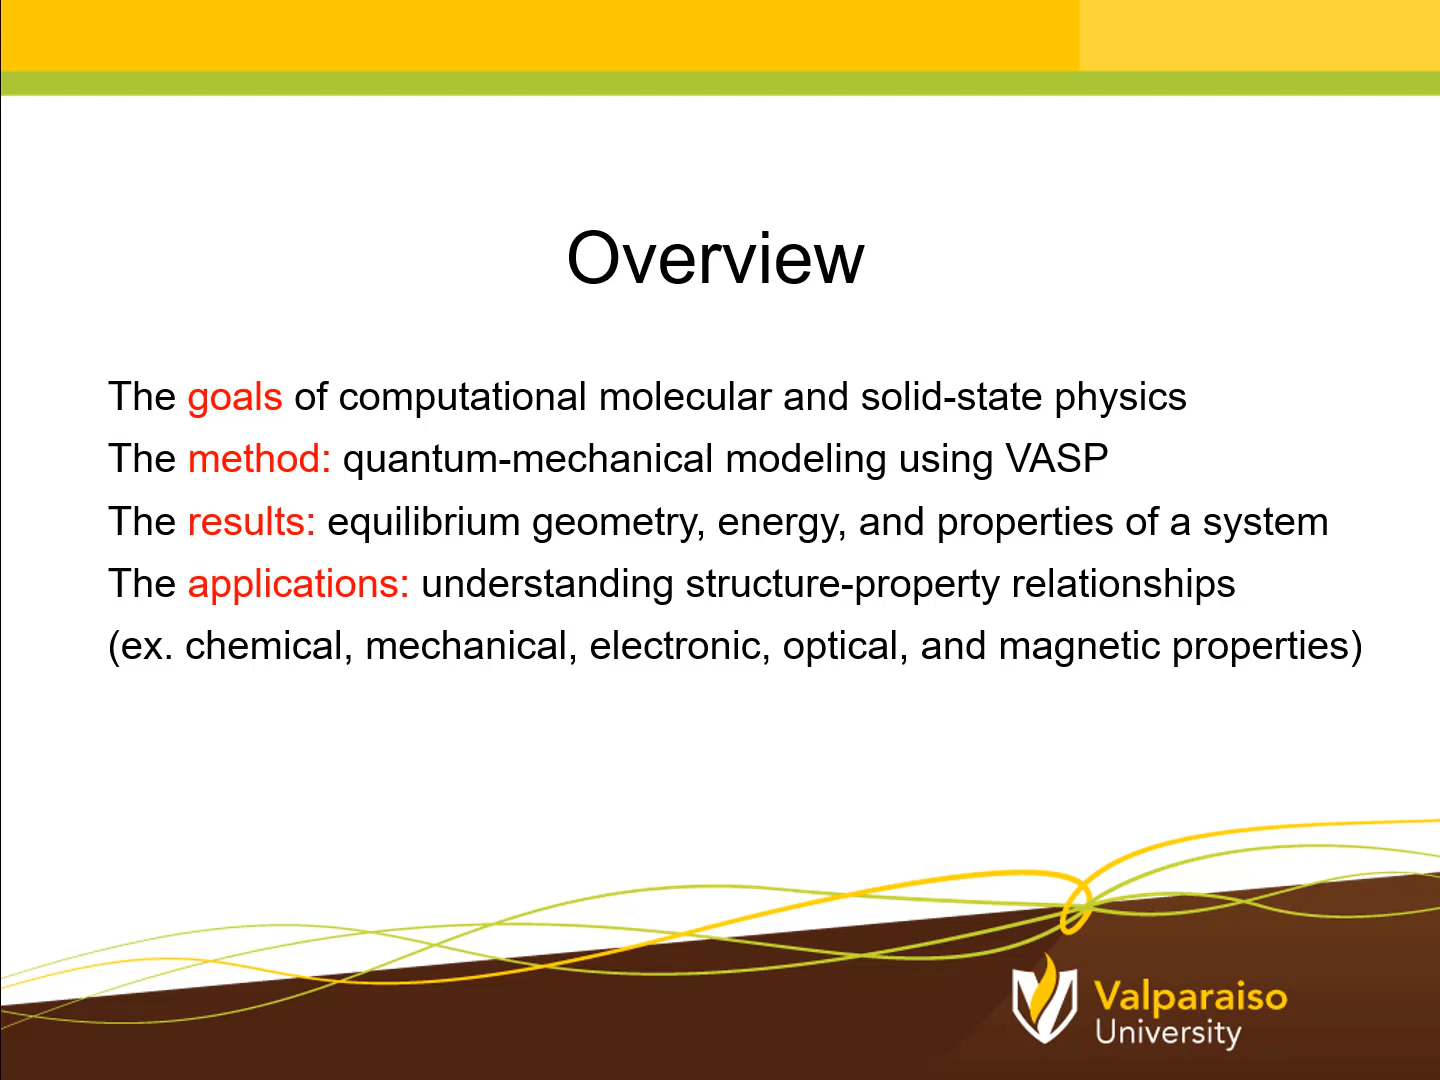 Overview
The goals of computational molecular and solid-state physics
The method: quantum-mechanical modeling using VASP
The results: equilibrium geometry, energy, and properties of a system
The applications: understanding structure-property relationships
(ex. chemical, mechanical, electronic, optical, and magnetic properties)
Valparaiso
University